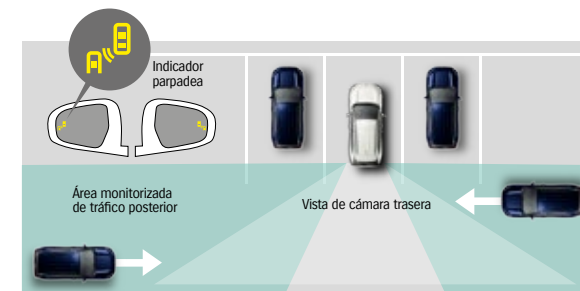 Indicador
parpadea
Área monitorizada
de tráfico posterior
Vista de cámara trasera